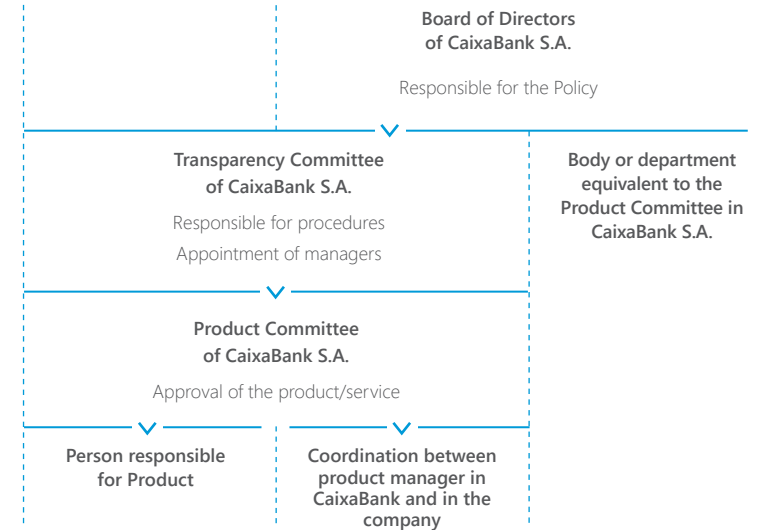 Board of Directors
of CaixaBank S.A.
Responsible for the Policy
Transparency Committee
of CaixaBank S.A.
Responsible for procedures
Appointment of managers
Body or department
equivalent to the
Product Committee in
CaixaBank S.A.
Product Committee
of CaixaBank S.A.
Approval of the product/service
Person responsible
for Product
Coordination between
product manager in
CaixaBank and in the
company